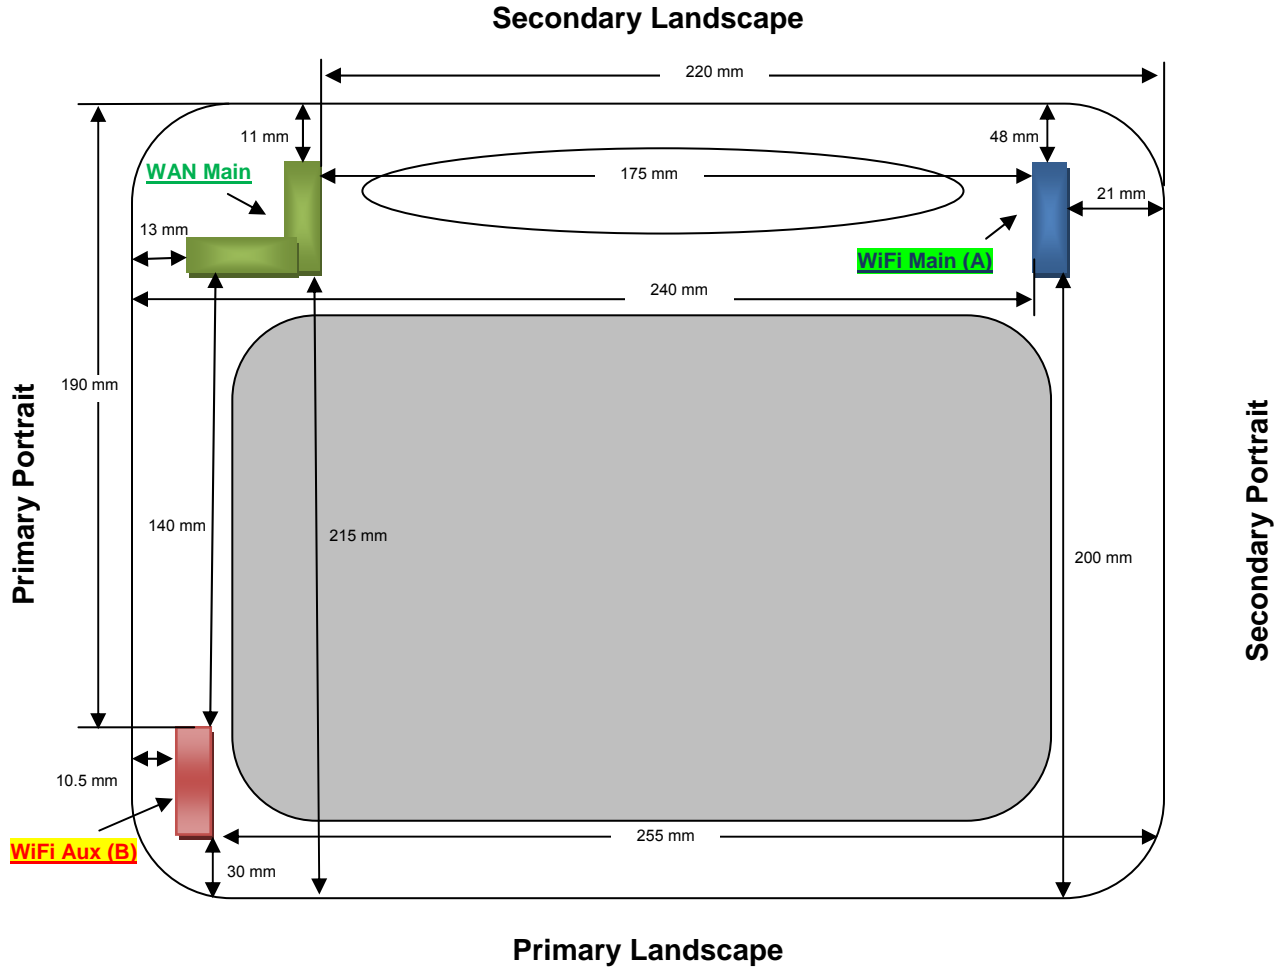 Secondary Landscape
220 mm
11 mm
48 mm
WAN Main
175 mm
21 mm
13 mm
WiFi Main (A)
240 mm
190 mm
Primary Portrait
Secondary Portrait
140 mm
215 mm
200 mm
10.5 mm
255 mm
WiFi Aux (B)
30 mm
Primary Landscape